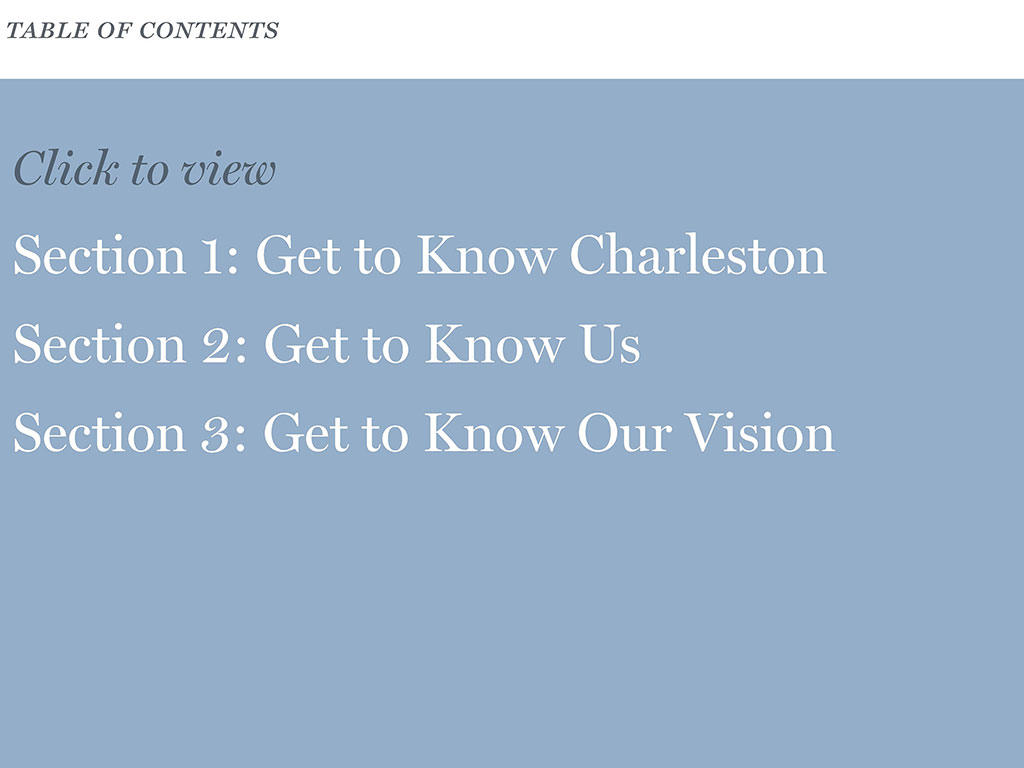 TABLE OF CONTENTS
Click to view
Section 1: Get to Know Charleston
Section 2: Get to Know Us
Section 3: Get to Know Our Vision